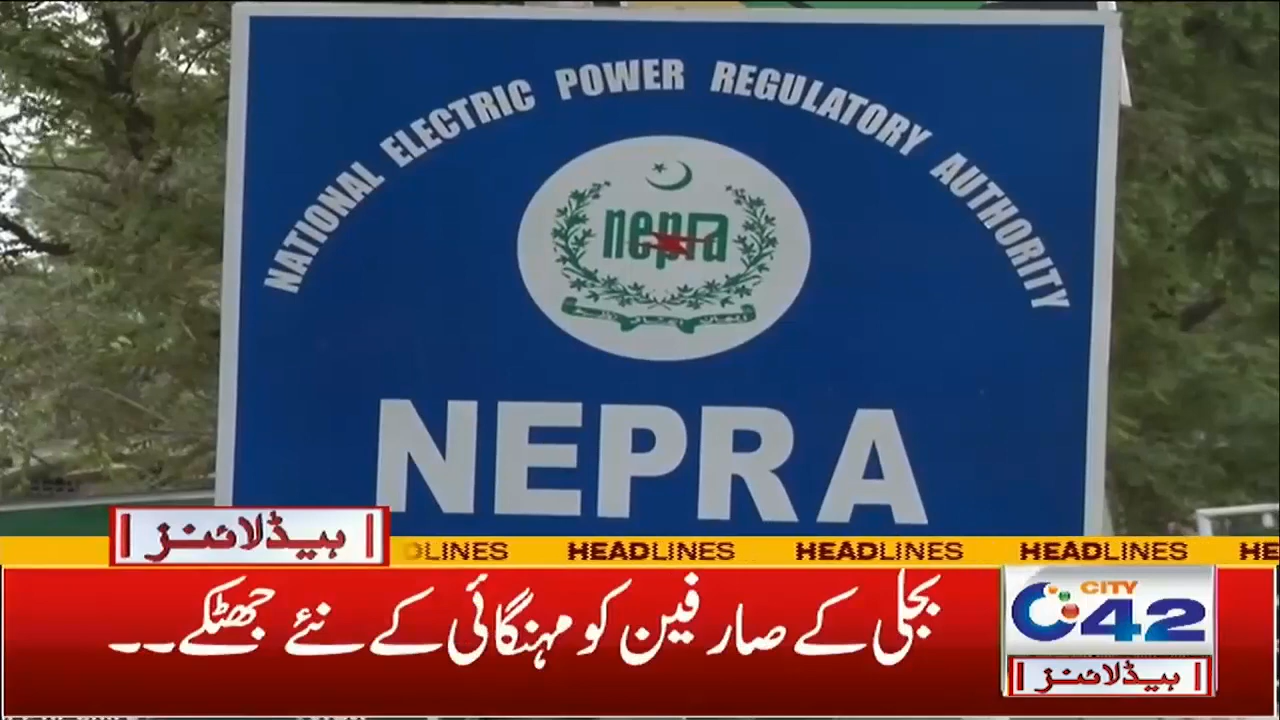 NATIONAL ELECTRIC POWER REGULATORY AUTHORITY
nepra
NEPRA
ہیڈلائنز
HEADLINES HEADLINES HEADLINES
بجلی کے صارفین کو مہنگائی کے نئے جھٹکے۔۔
CITY
42
ہیڈلائنز